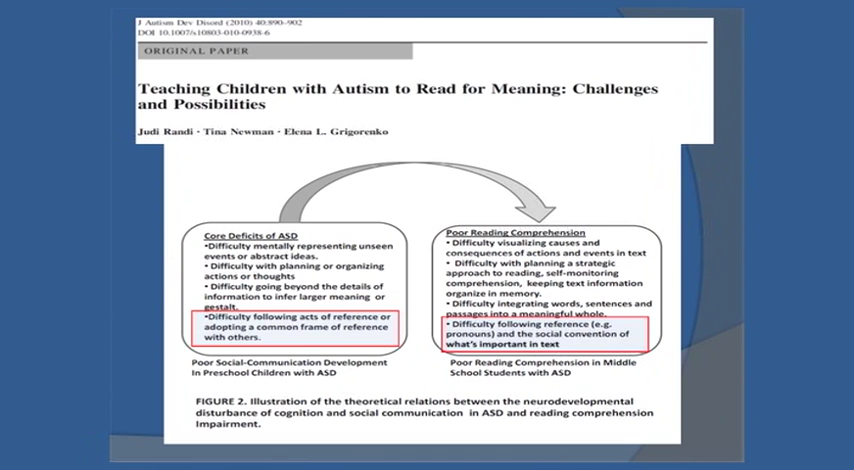 J Autism Dev Disord (2010) 40:890–902
DOI 10.1007/s10803-010-0938-6
ORIGINAL PAPER
Teaching Children with Autism to Read for Meaning: Challenges
and Possibilities
Judi Randi · Tina Newman · Elena L. Grigorenko
Core Deficits of ASD
•Difficulty mentally representing unseen
events or abstract ideas.
• Difficulty with planning or organizing
actions or thoughts
• Difficulty going beyond the details of
information to infer larger meaning or
gestalt.
•Difficulty following acts of reference or
adopting a common frame of reference
with others.
Poor Social-Communication Development
In Preschool Children with ASD
Poor Reading Comprehension
• Difficulty visualizing causes and
consequences of actions and events in text
• Difficulty with planning a strategic
approach to reading, self-monitoring
comprehension, keeping text information
organize in memory.
• Difficulty integrating words, sentences and
passages into a meaningful whole.
• Difficulty following reference (e.g.
pronouns) and the social convention of
what's important in text
Poor Reading Comprehension in Middle
School Students with ASD
FIGURE 2. Illustration of the theoretical relations between the neurodevelopmental
disturbance of cognition and social communication in ASD and reading comprehension
Impairment.